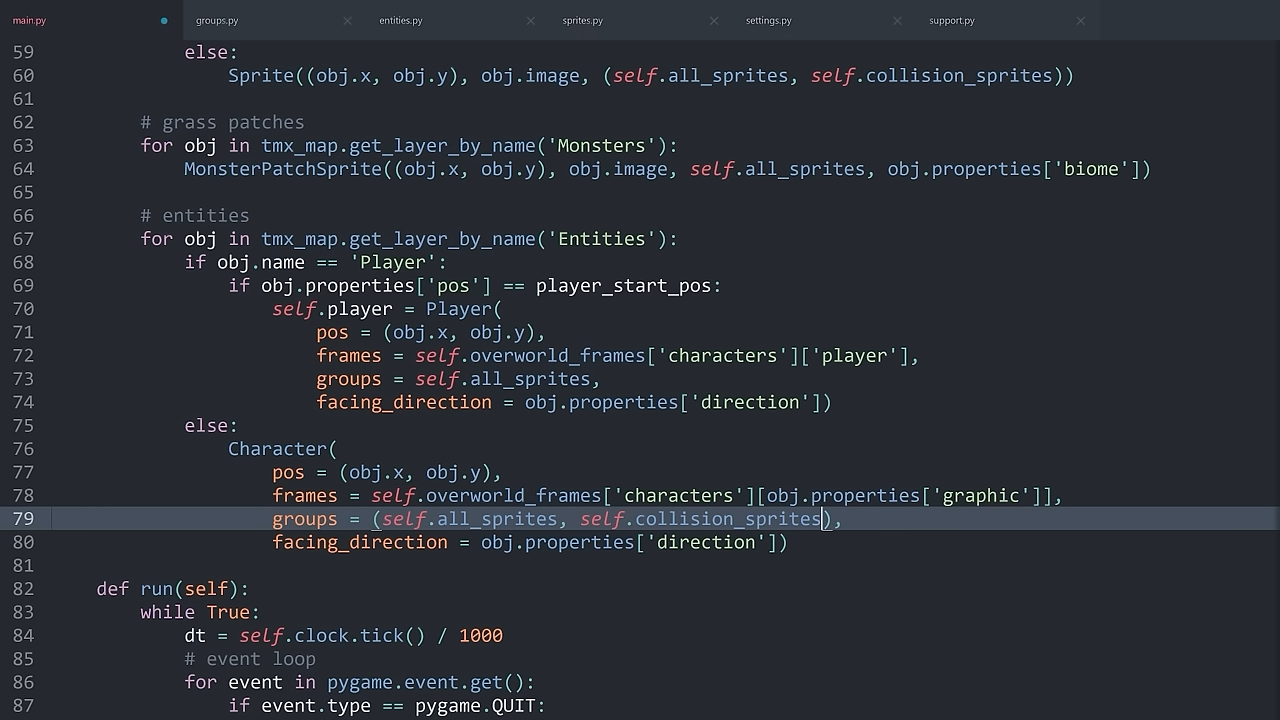 main.py groups.py entities.py sprites.py settings.py support.py
59 else:
60 Sprite((obj.x, obj.y), obj.image, (self.all_sprites, self.collision_sprites))
61
62 # grass patches
63 for obj in tmx_map.get_layer_by_name('Monsters'):
64 MonsterPatchSprite((obj.x, obj.y), obj.image, self.all_sprites, obj.properties['biome'])
65
66 # entities
67 for obj in tmx_map.get_layer_by_name('Entities'):
68 if obj.name == 'Player':
69 if obj.properties['pos'] == player_start_pos:
70 self.player = Player(
71 pos = (obj.x, obj.y),
72 frames = self.overworld_frames['characters']['player'],
73 groups = self.all_sprites,
74 facing_direction = obj.properties['direction'])
75 else:
76 Character(
77 pos = (obj.x, obj.y),
78 frames = self.overworld_frames['characters'][obj.properties['graphic']],
79 groups = (self.all_sprites, self.collision_sprites),
80 facing_direction = obj.properties['direction'])
81
82 def run(self):
83 while True:
84 dt = self.clock.tick() / 1000
85 # event loop
86 for event in pygame.event.get():
87 if event.type == pygame.QUIT: